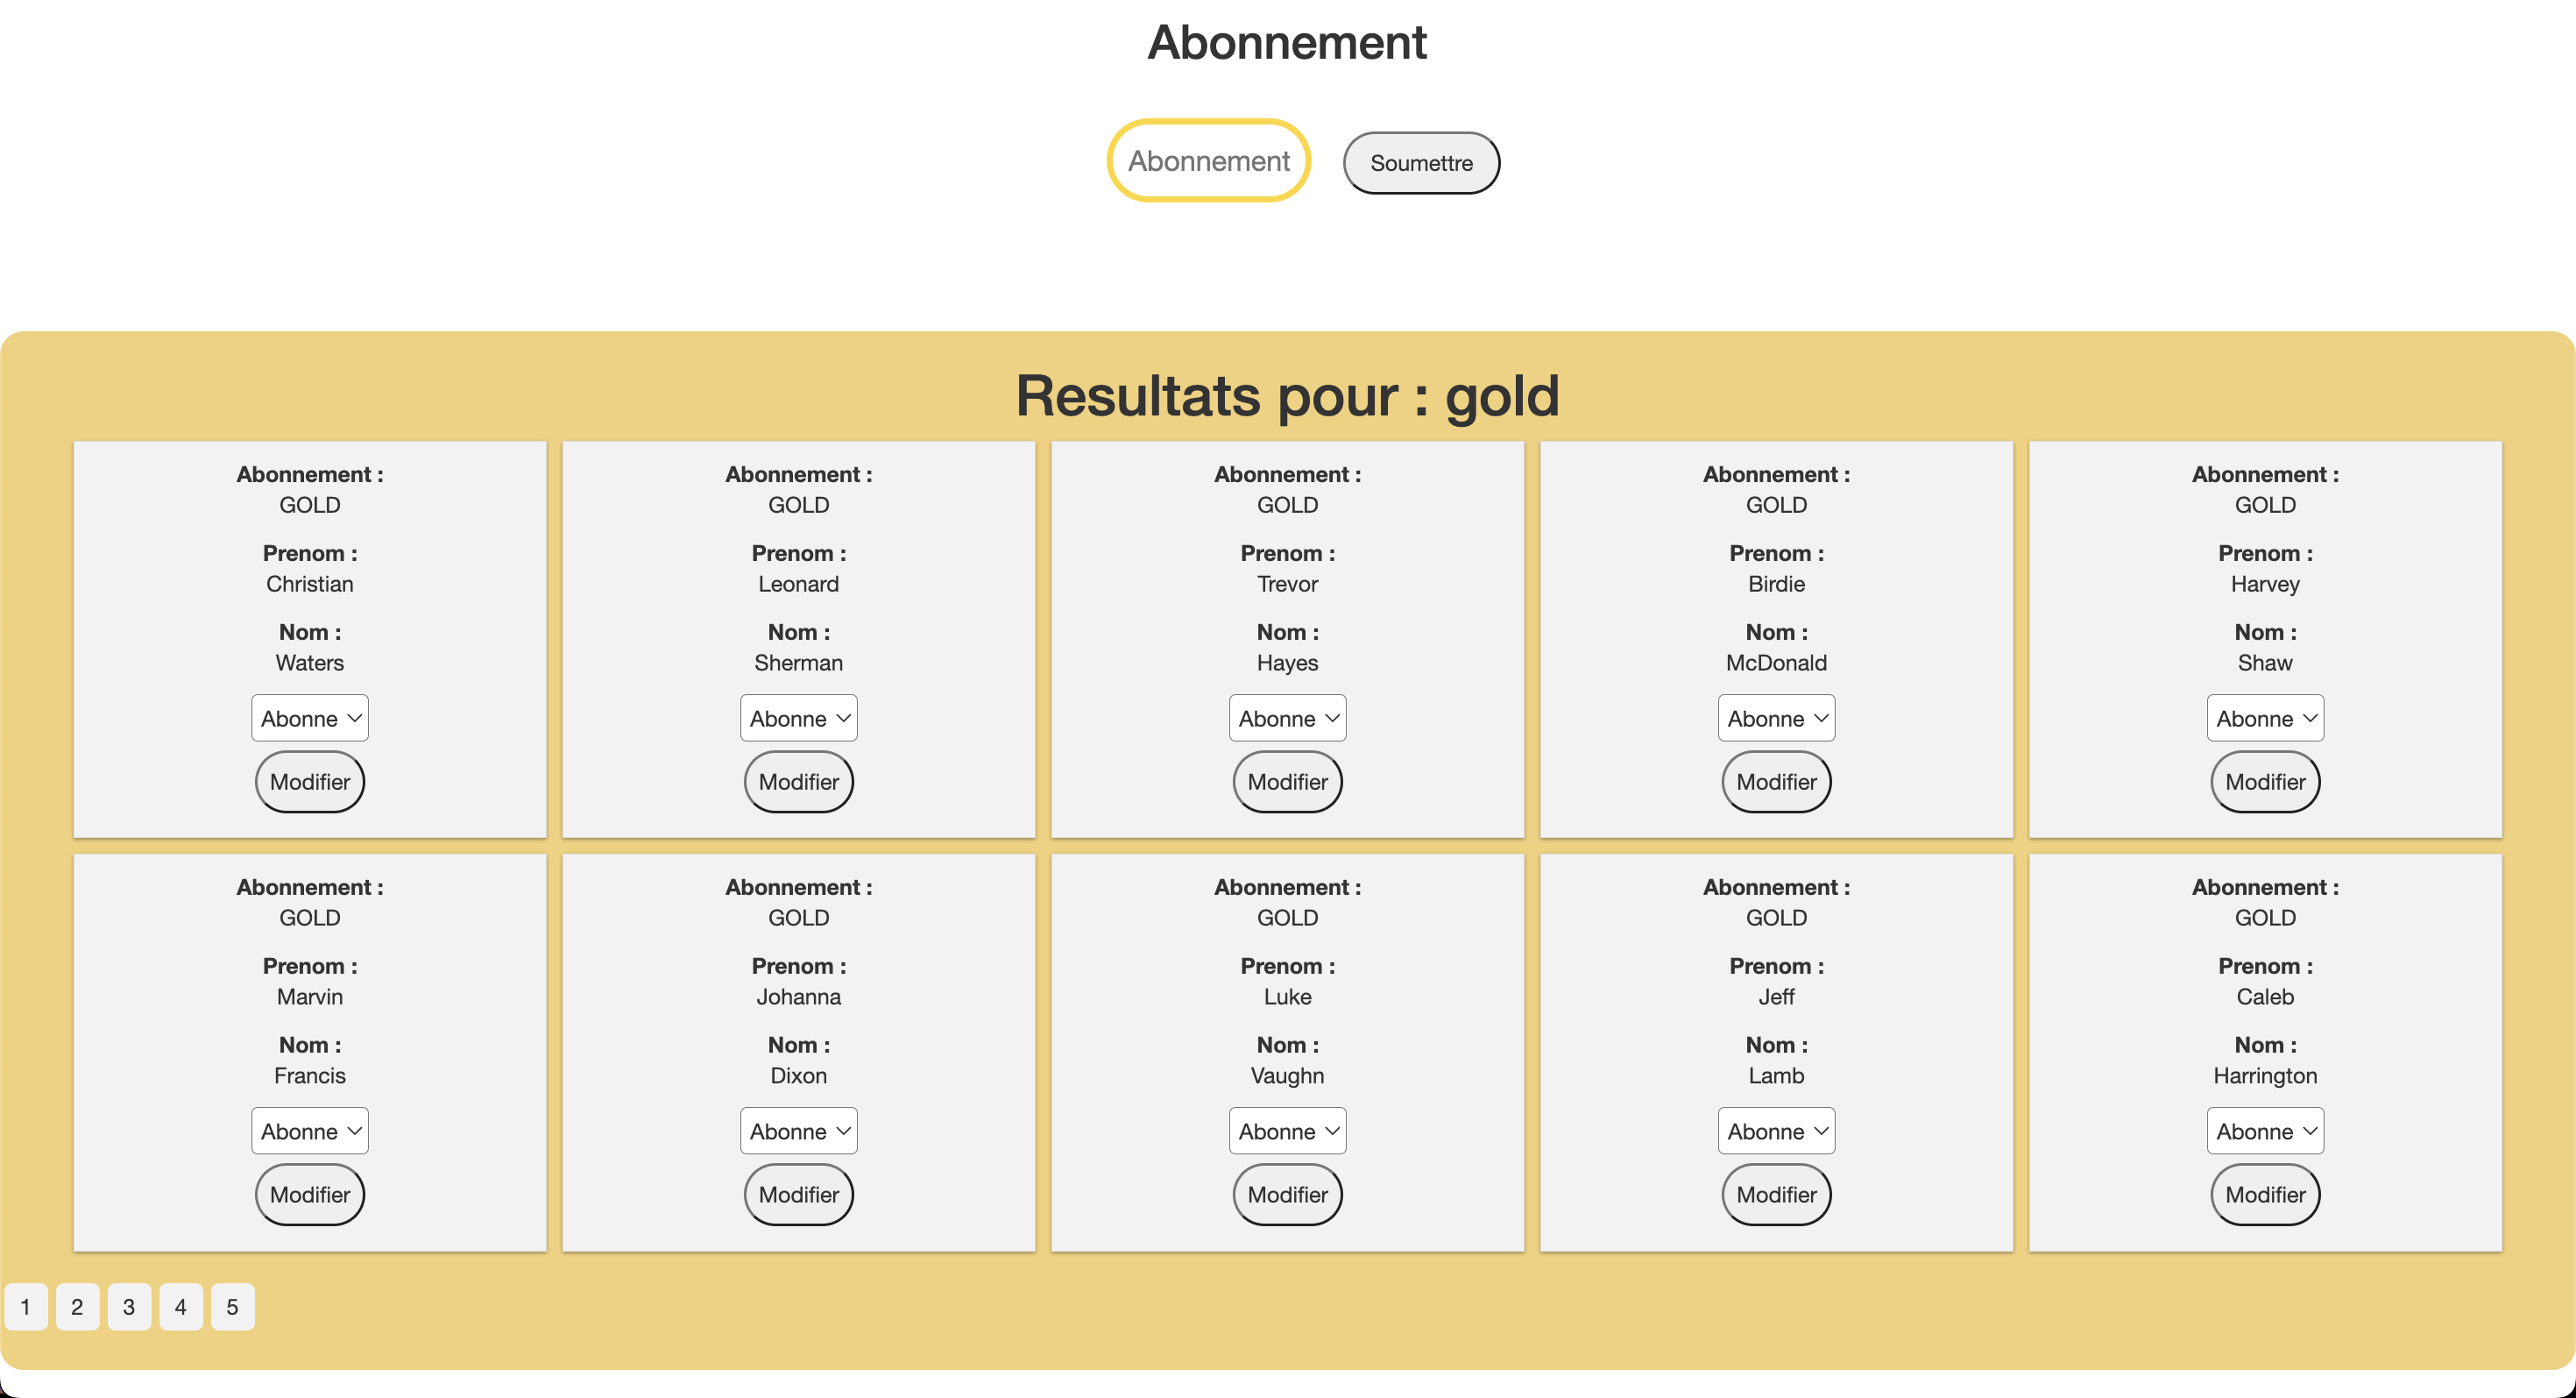 Abonnement
Abonnement
Soumettre
Resultats pour : gold
Abonnement :
GOLD
Prenom :
Christian
Nom :
Waters
Abonne
Modifier
Abonnement :
GOLD
Prenom :
Leonard
Nom :
Sherman
Abonne
Modifier
Abonnement :
GOLD
Prenom :
Trevor
Nom :
Hayes
Abonne
Modifier
Abonnement :
GOLD
Prenom :
Birdie
Nom :
McDonald
Abonne
Modifier
Abonnement :
GOLD
Prenom :
Harvey
Nom :
Shaw
Abonne
Modifier
Abonnement :
GOLD
Prenom :
Marvin
Nom :
Francis
Abonne
Modifier
Abonnement :
GOLD
Prenom :
Johanna
Nom :
Dixon
Abonne
Modifier
Abonnement :
GOLD
Prenom :
Luke
Nom :
Vaughn
Abonne
Modifier
Abonnement :
GOLD
Prenom :
Jeff
Nom :
Lamb
Abonne
Modifier
Abonnement :
GOLD
Prenom :
Caleb
Nom :
Harrington
Abonne
Modifier
1 2 3 4 5